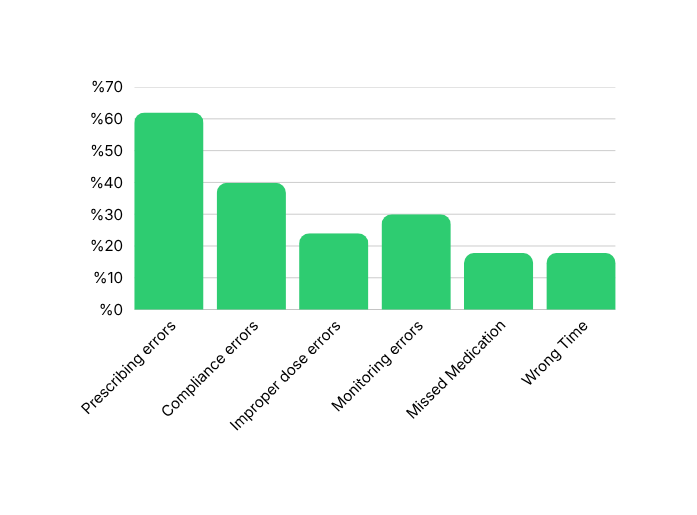 %70
%60
%50
%40
%30
%20
%10
%0
Prescribing errors
Compliance errors
Improper dose errors
Monitoring errors
Missed Medication
Wrong Time